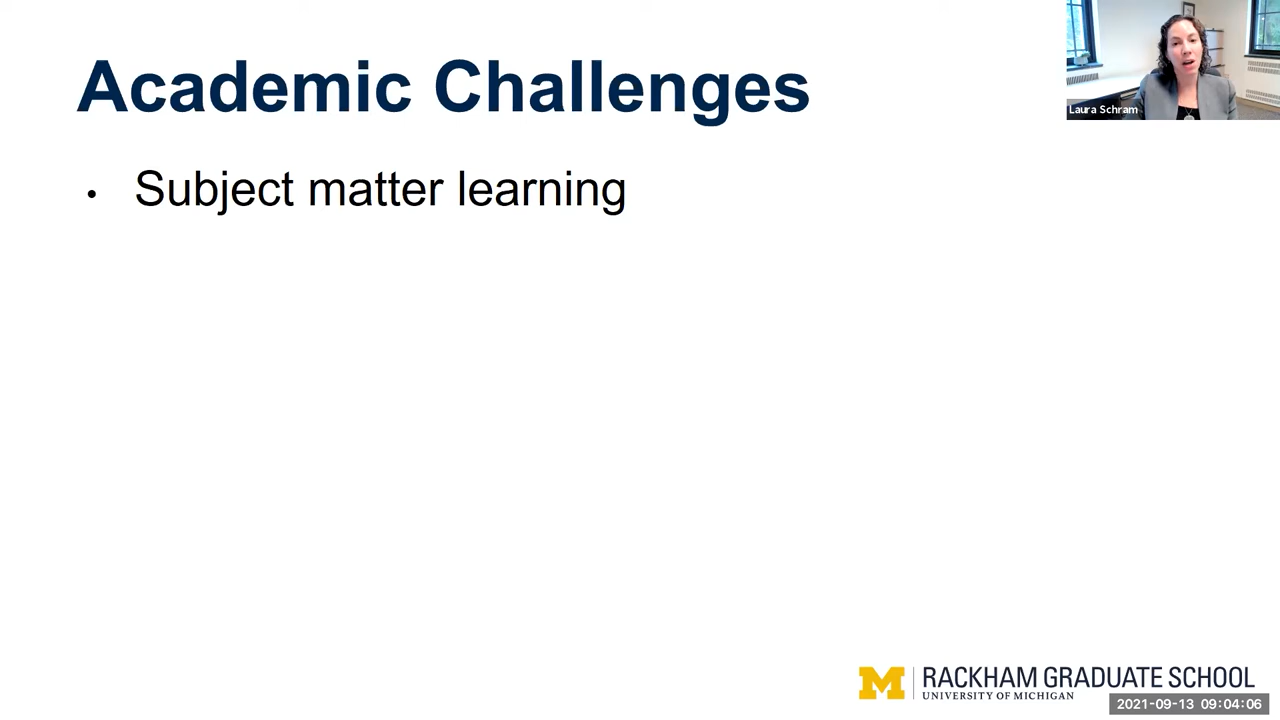 Academic Challenges
Laura Schram
• Subject matter learning
M RACKHAM GRADUATE SCHOOL
UNIVERSITY OF MICHIGAN
2021-09-13 09:04:06